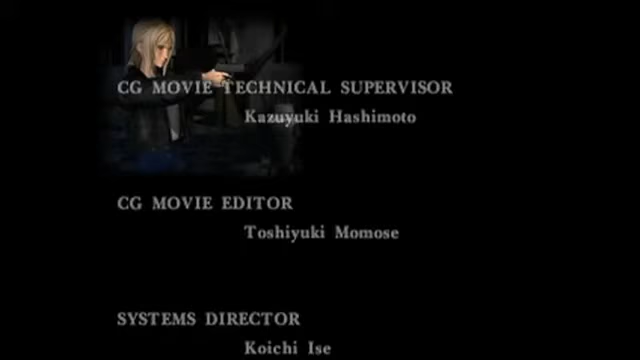 CG MOVIE TECHNICAL SUPERVISOR
Kazuyuki Hashimoto
CG MOVIE EDITOR
Toshiyuki Momose
SYSTEMS DIRECTOR
Koichi Ise